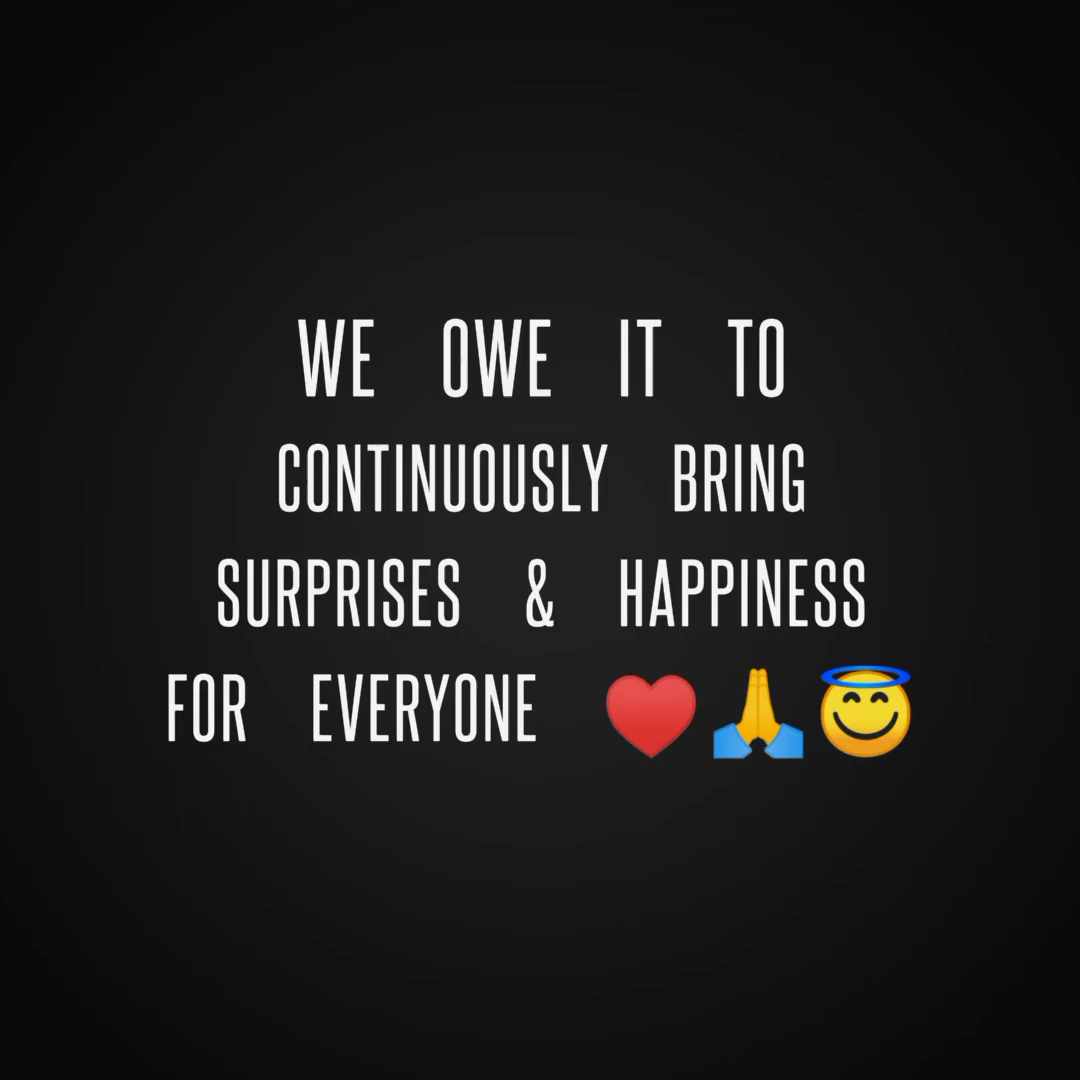 WE OWE IT TO
CONTINUOUSLY BRING
SURPRISES & HAPPINESS
FOR EVERYONE ❤️🙏😇